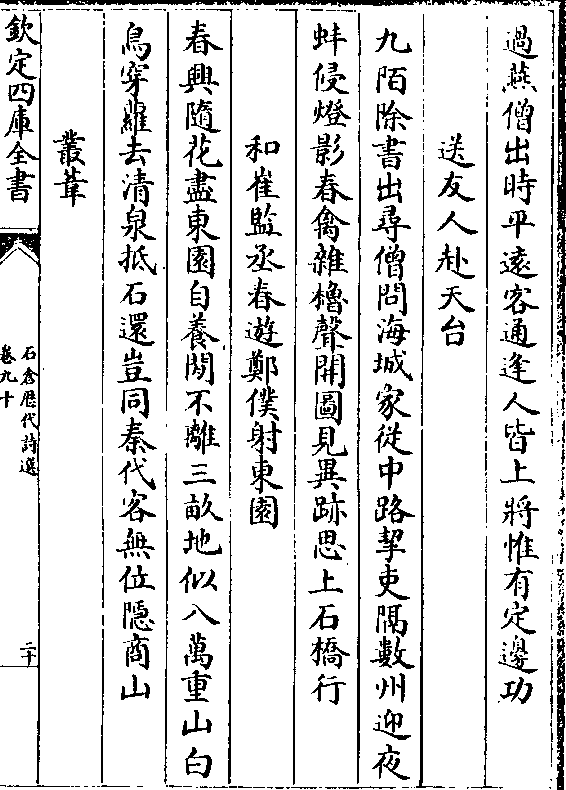 過燕僧出時平逺客通逢人皆上將惟有定邊功
送友人赴天台
九陌除書出尋僧問海城家從中路挈吏隔數州迎夜
蚌侵燈影春禽雜櫓聲開圖見異跡思上石橋行
和崔監丞春遊鄭僕射東園
春興隨花盡東園自養閒不離三畝地似入萬重山白
鳥穿蘿去清泉抵石還豈同秦代客無位隱商山
叢葦
欽定四庫全書
石倉歴代詩選
卷九十
二十